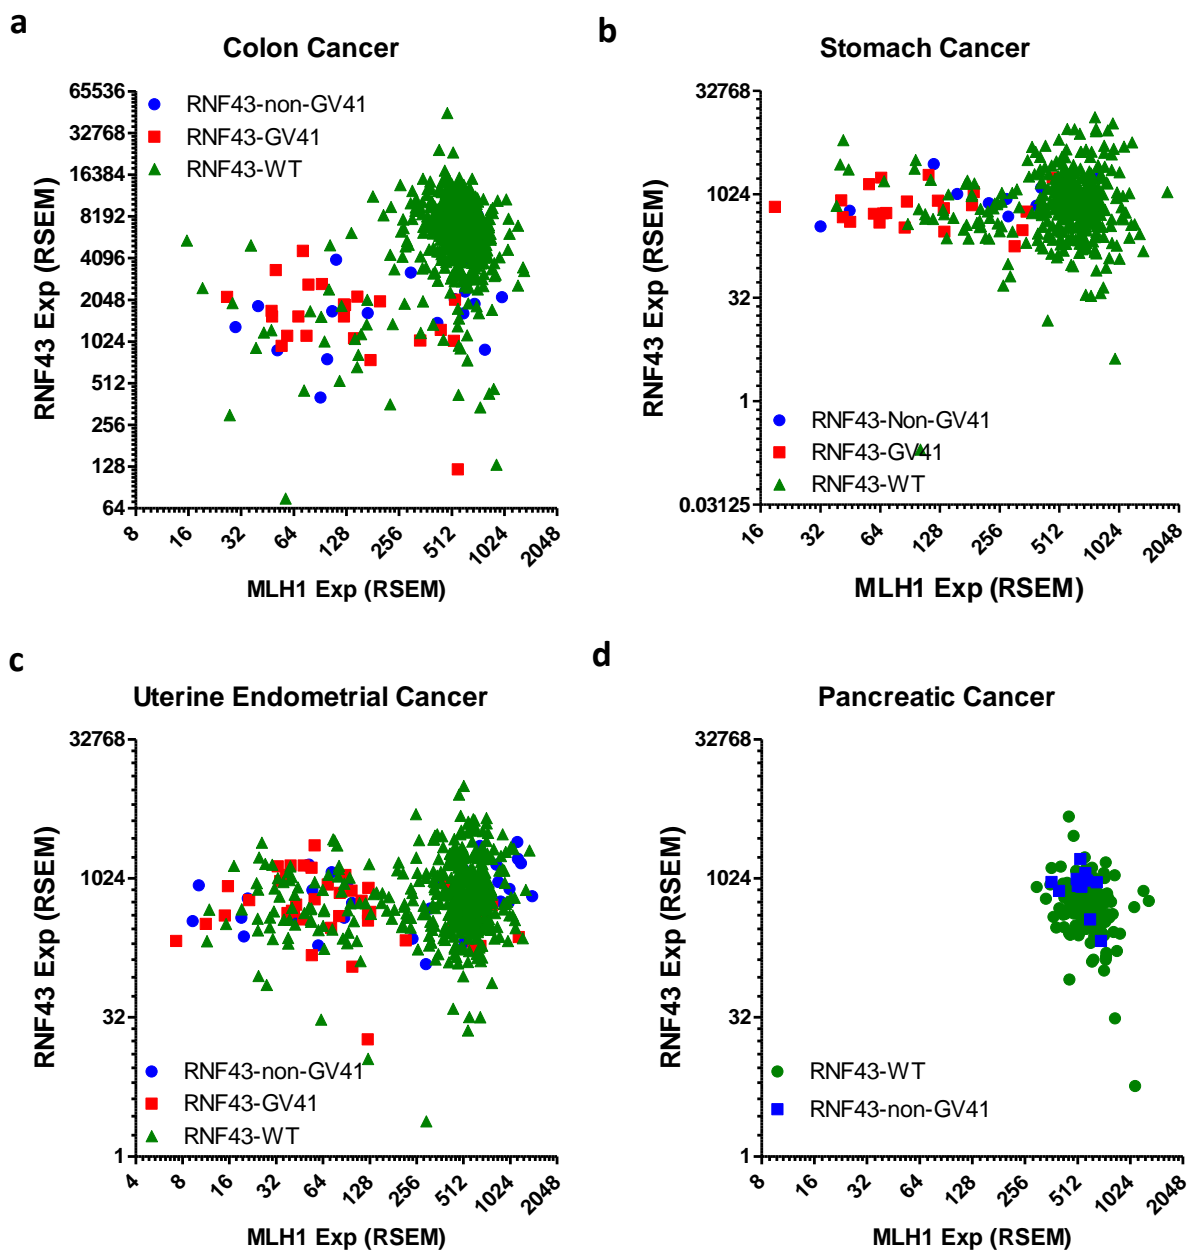 a
Colon Cancer
65536
32768
16384
8192
4096
2048
1024
512
256
128
64
RNF43 Exp (RSEM)
RNF43-non-GV41
RNF43-GV41
RNF43-WT
8 16 32 64 128 256 512 1024 2048
MLH1 Exp (RSEM)
b
Stomach Cancer
32768
1024
32
1
0.03125
RNF43 Exp (RSEM)
RNF43-Non-GV41
RNF43-GV41
RNF43-WT
16 32 64 128 256 512 1024 2048
MLH1 Exp (RSEM)
c
Uterine Endometrial Cancer
32768
1024
32
1
RNF43 Exp (RSEM)
RNF43-non-GV41
RNF43-GV41
RNF43-WT
4 8 16 32 64 128 256 512 1024 2048
MLH1 Exp (RSEM)
d
Pancreatic Cancer
32768
1024
32
1
RNF43 Exp (RSEM)
RNF43-WT
RNF43-non-GV41
8 16 32 64 128 256 512 1024 2048
MLH1 Exp (RSEM)